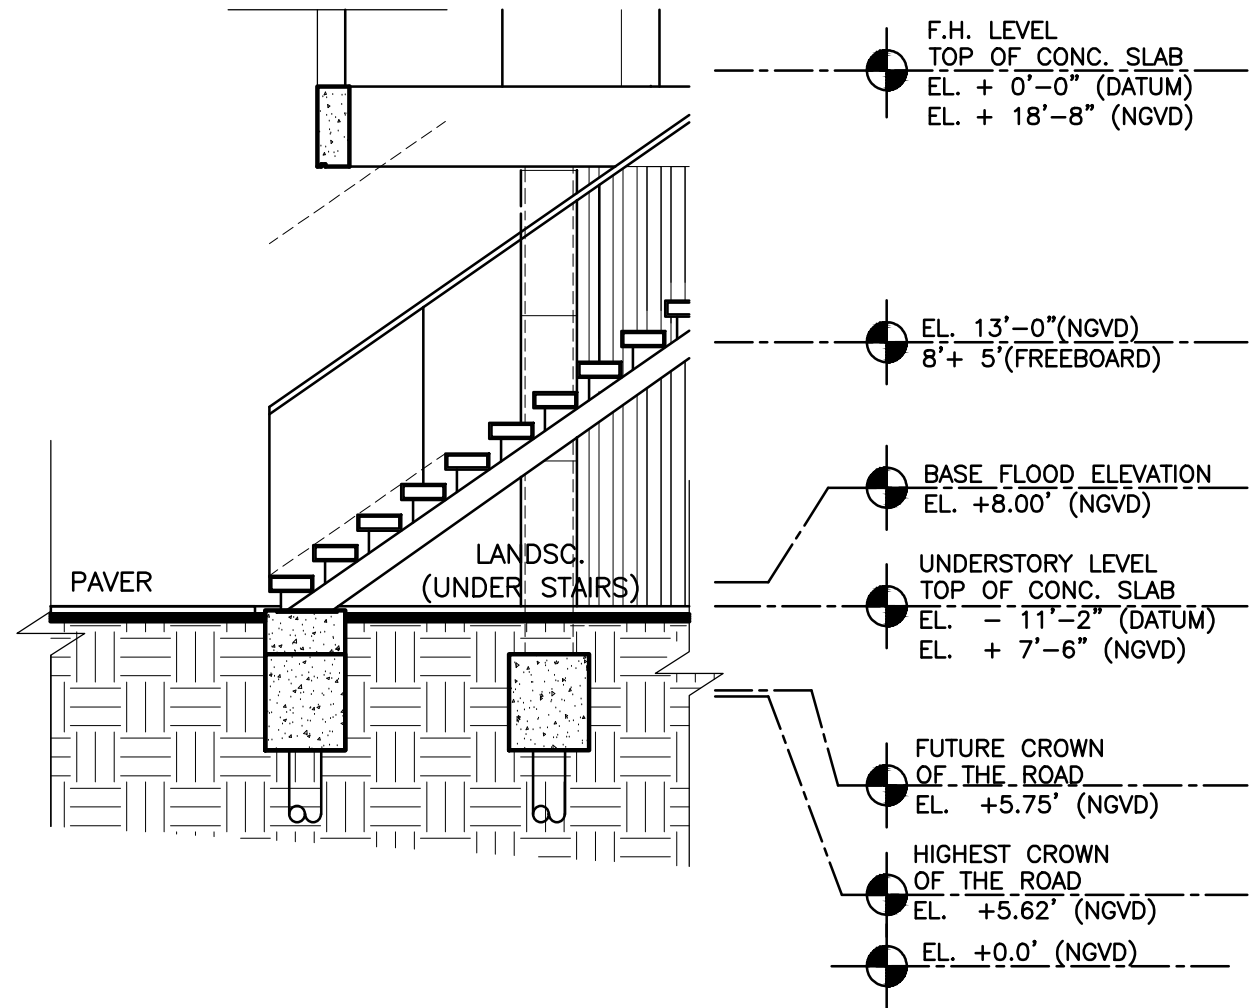 F.H. LEVEL
TOP OF CONC. SLAB
EL. + 0'-0" (DATUM)
EL. + 18'-8" (NGVD)
EL. 13'-0"(NGVD)
8'+ 5'(FREEBOARD)
BASE FLOOD ELEVATION
EL. +8.00' (NGVD)
UNDERSTORY LEVEL
TOP OF CONC. SLAB
EL. - 11'-2" (DATUM)
EL. + 7'-6" (NGVD)
PAVER
LANDSC.
(UNDER STAIRS)
FUTURE CROWN
OF THE ROAD
EL. +5.75' (NGVD)
HIGHEST CROWN
OF THE ROAD
EL. +5.62' (NGVD)
EL. +0.0' (NGVD)